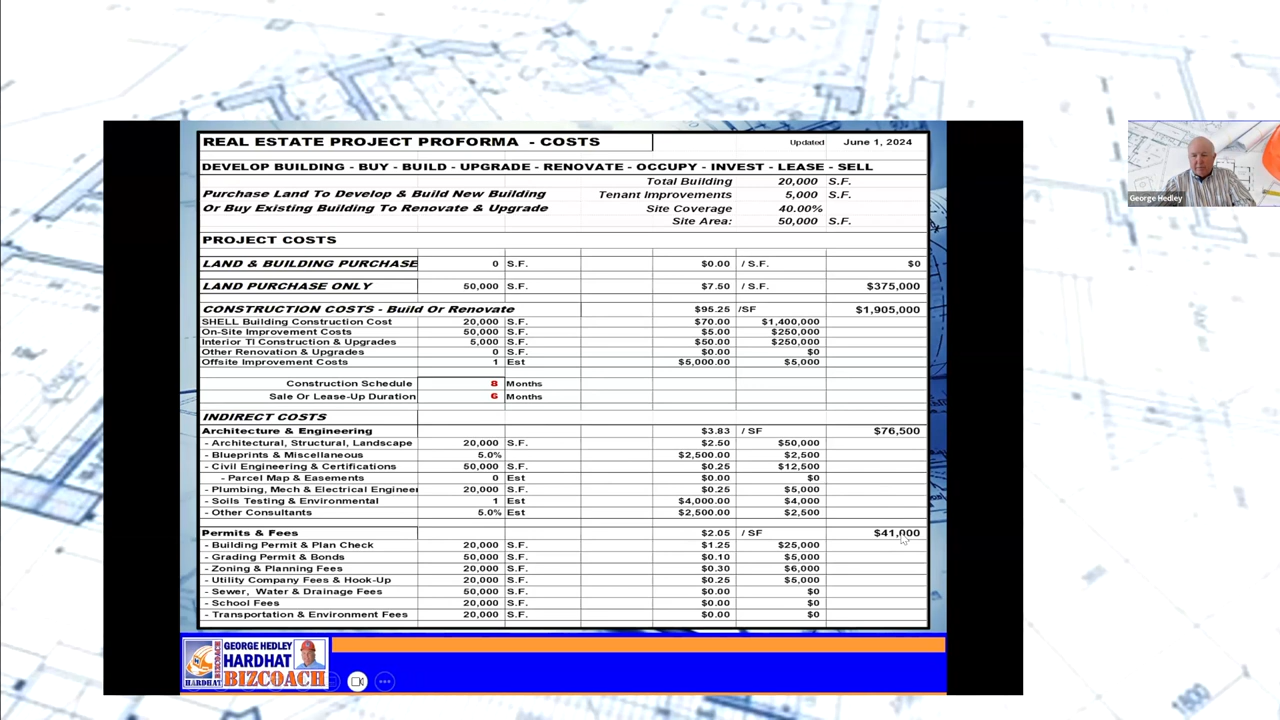 REAL ESTATE PROJECT PROFORMA - COSTS Updated June 1, 2024
DEVELOP BUILDING - BUY - BUILD - UPGRADE - RENOVATE - OCCUPY - INVEST - LEASE - SELL
Total Building 20,000 S.F.
Purchase Land To Develop & Build New Building Tenant Improvements 5,000 S.F.
Or Buy Existing Building To Renovate & Upgrade Site Coverage 40.00%
Site Area: 50,000 S.F.
PROJECT COSTS
LAND & BUILDING PURCHASE 0 S.F. $0.00 / S.F. $0
LAND PURCHASE ONLY 50,000 S.F. $7.50 / S.F. $375,000
CONSTRUCTION COSTS - Build Or Renovate $95.25 /SF $1,905,000
SHELL Building Construction Cost 20,000 S.F. $70.00 $1,400,000
On-Site Improvement Costs 50,000 S.F. $5.00 $250,000
Interior TI Construction & Upgrades 5,000 S.F. $50.00 $250,000
Other Renovation & Upgrades 0 S.F. $0.00 $0
Offsite Improvement Costs 1 Est $5,000.00 $5,000
Construction Schedule 8 Months
Sale Or Lease-Up Duration 6 Months
INDIRECT COSTS
Architecture & Engineering $3.83 / SF $76,500
- Architectural, Structural, Landscape 20,000 S.F. $2.50 $50,000
- Blueprints & Miscellaneous 5.0% $2,500.00 $2,500
- Civil Engineering & Certifications 50,000 S.F. $0.25 $12,500
- Parcel Map & Easements 0 Est $0.00 $0
- Plumbing, Mech & Electrical Engineer 20,000 S.F. $0.25 $5,000
- Soils Testing & Environmental 1 Est $4,000.00 $4,000
- Other Consultants 5.0% Est $2,500.00 $2,500
Permits & Fees $2.05 / SF $41,000
- Building Permit & Plan Check 20,000 S.F. $1.25 $25,000
- Grading Permit & Bonds 50,000 S.F. $0.10 $5,000
- Zoning & Planning Fees 20,000 S.F. $0.30 $6,000
- Utility Company Fees & Hook-Up 20,000 S.F. $0.25 $5,000
- Sewer, Water & Drainage Fees 50,000 S.F. $0.00 $0
- School Fees 20,000 S.F. $0.00 $0
- Transportation & Environment Fees 20,000 S.F. $0.00 $0
GEORGE HEDLEY
HARDHAT
BIZCOACH
HARDHAT
BIZCOACH
George Hedley
1800